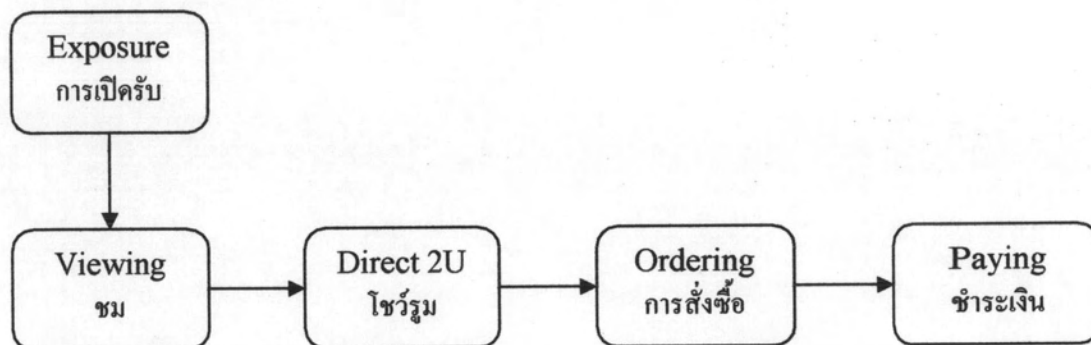 Exposure
การเปิดรับ
Viewing
ชม
Direct 2U
โชว์รูม
Ordering
การสั่งซื้อ
Paying
ชำระเงิน